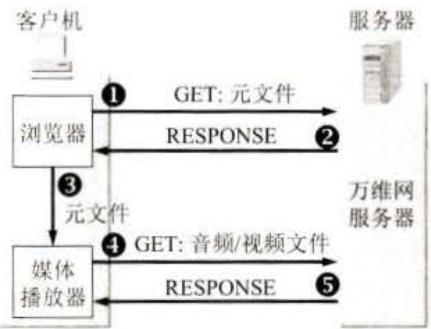 客户机
服务器
❶ GET: 元文件
浏览器
RESPONSE ❷
❸
元文件
万维网
服务器
❹ GET: 音频/视频文件
媒体
播放器
RESPONSE ❺